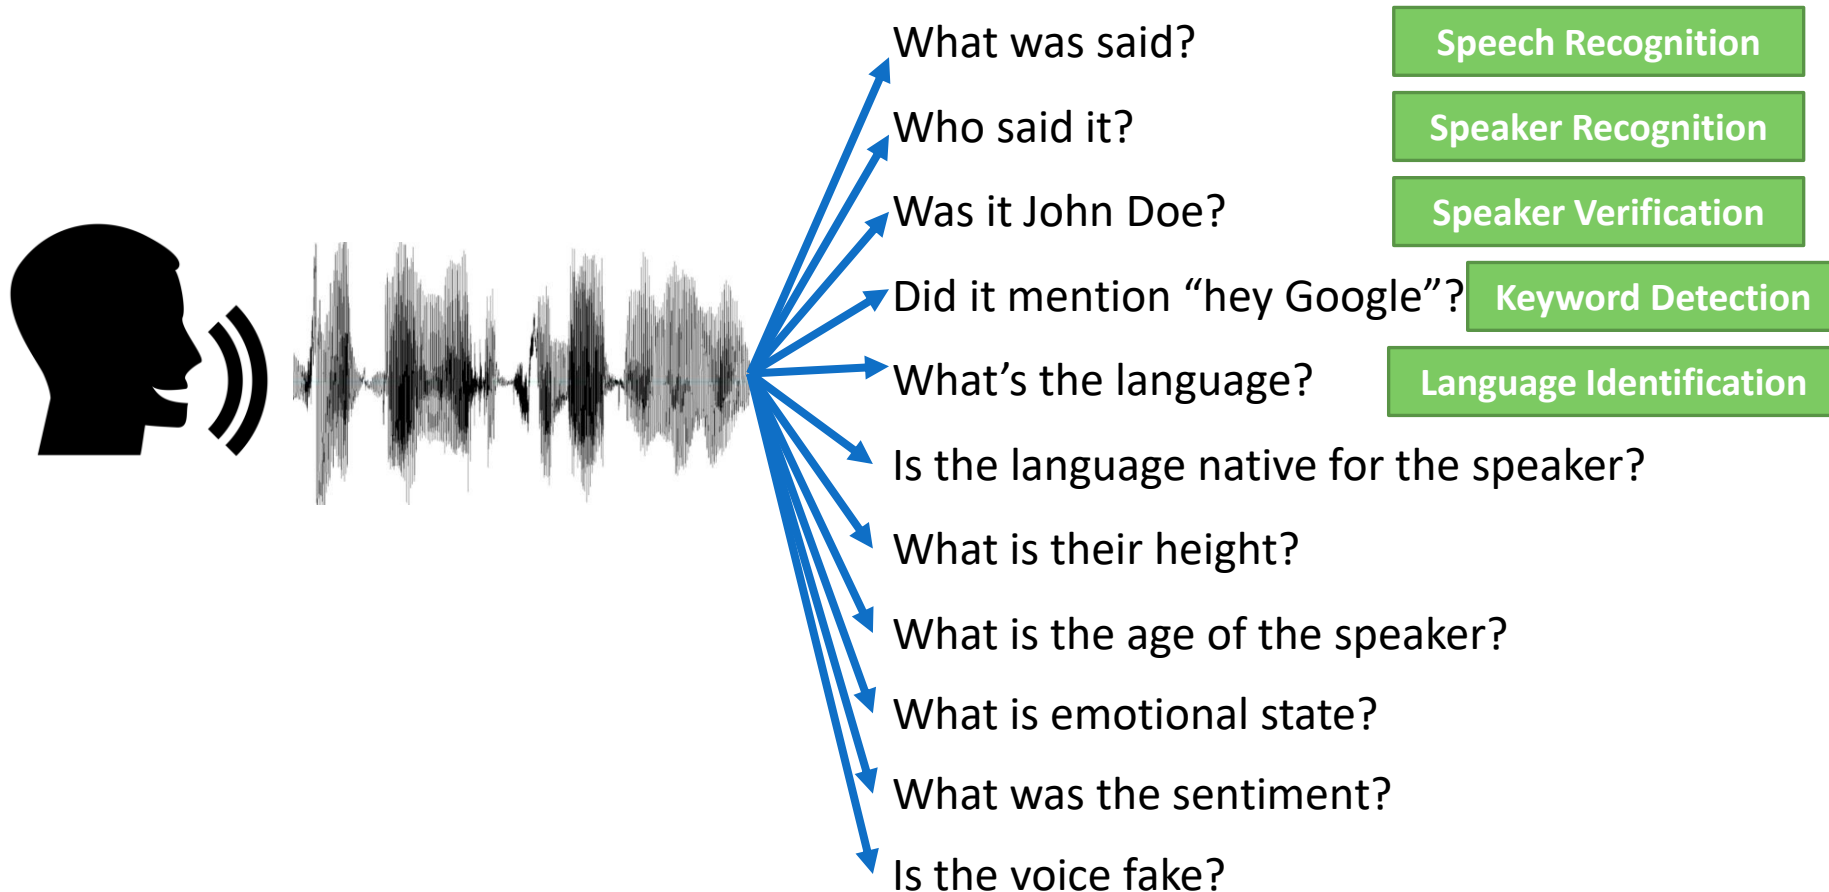 What was said?
Speech Recognition
Who said it?
Speaker Recognition
Was it John Doe?
Speaker Verification
Did it mention “hey Google”?
Keyword Detection
What’s the language?
Language Identification
Is the language native for the speaker?
What is their height?
What is the age of the speaker?
What is emotional state?
What was the sentiment?
Is the voice fake?